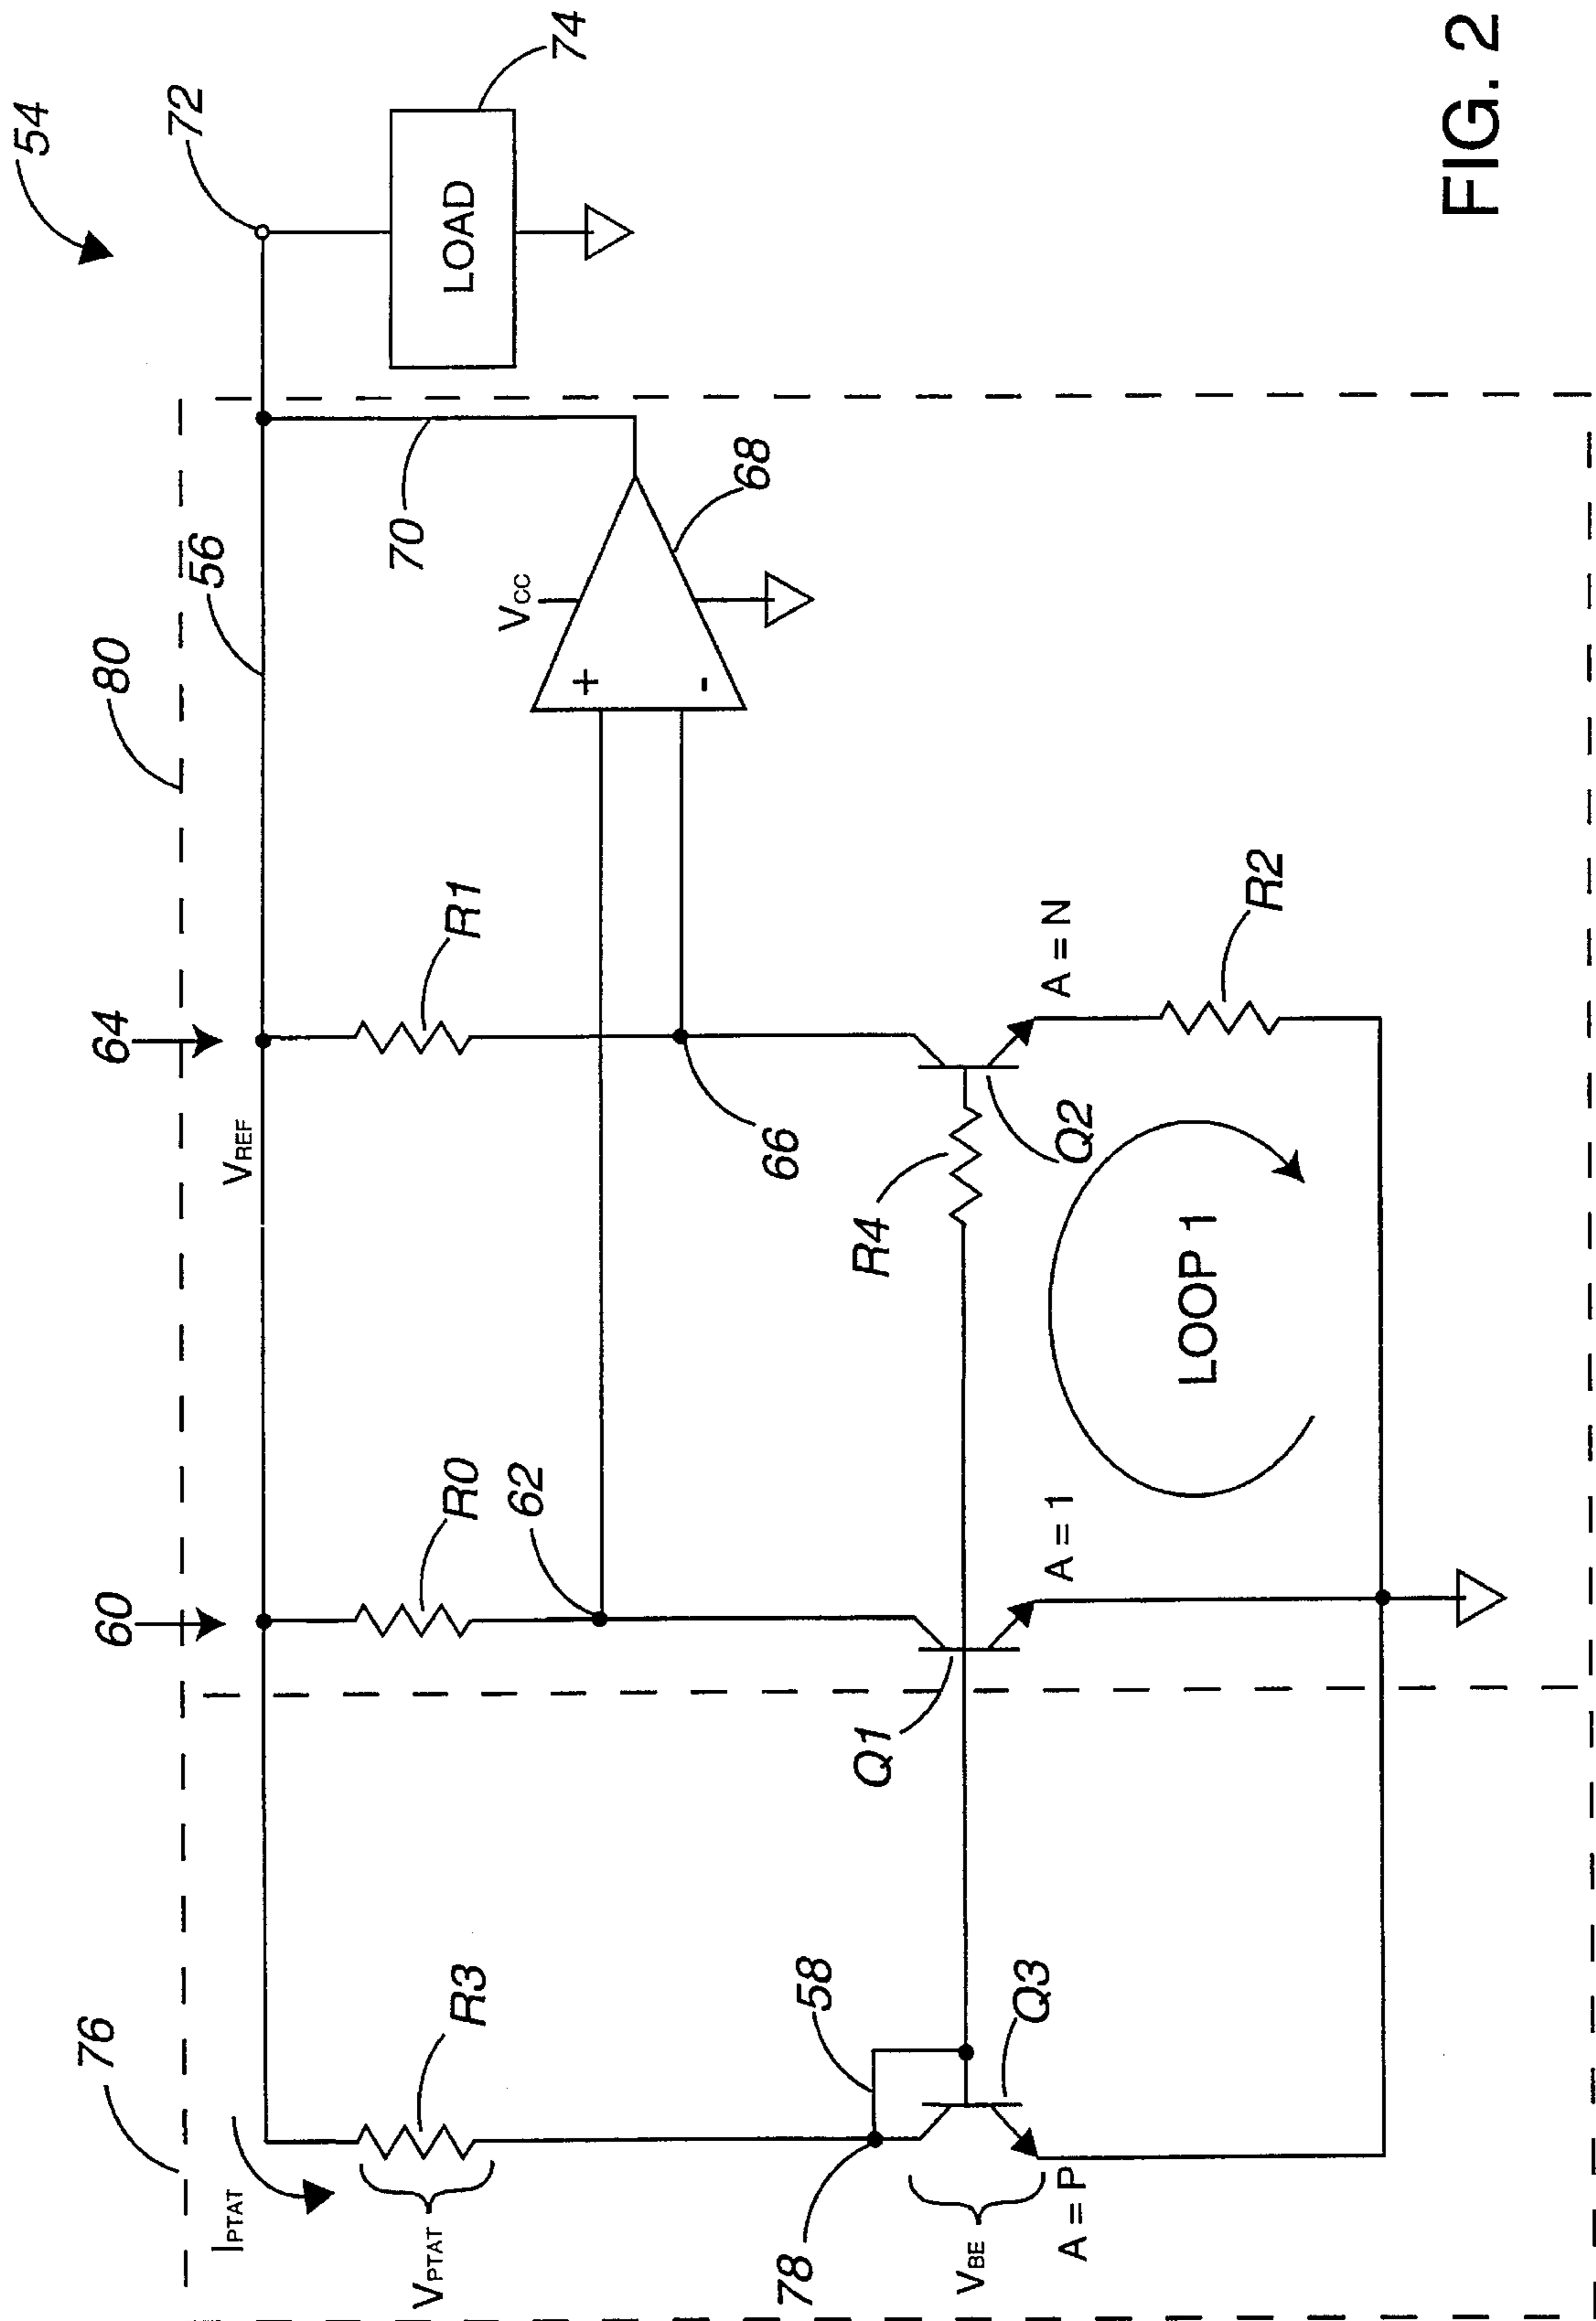 54
72
74
LOAD
80
56
70
68
VCC
+
-
64
VREF
R1
66
60
R0
62
76
IPTAT
R3
VPTAT
58
78
VBE
A = P
Q3
Q1
A = 1
R4
Q2
A = N
R2
LOOP 1
FIG. 2